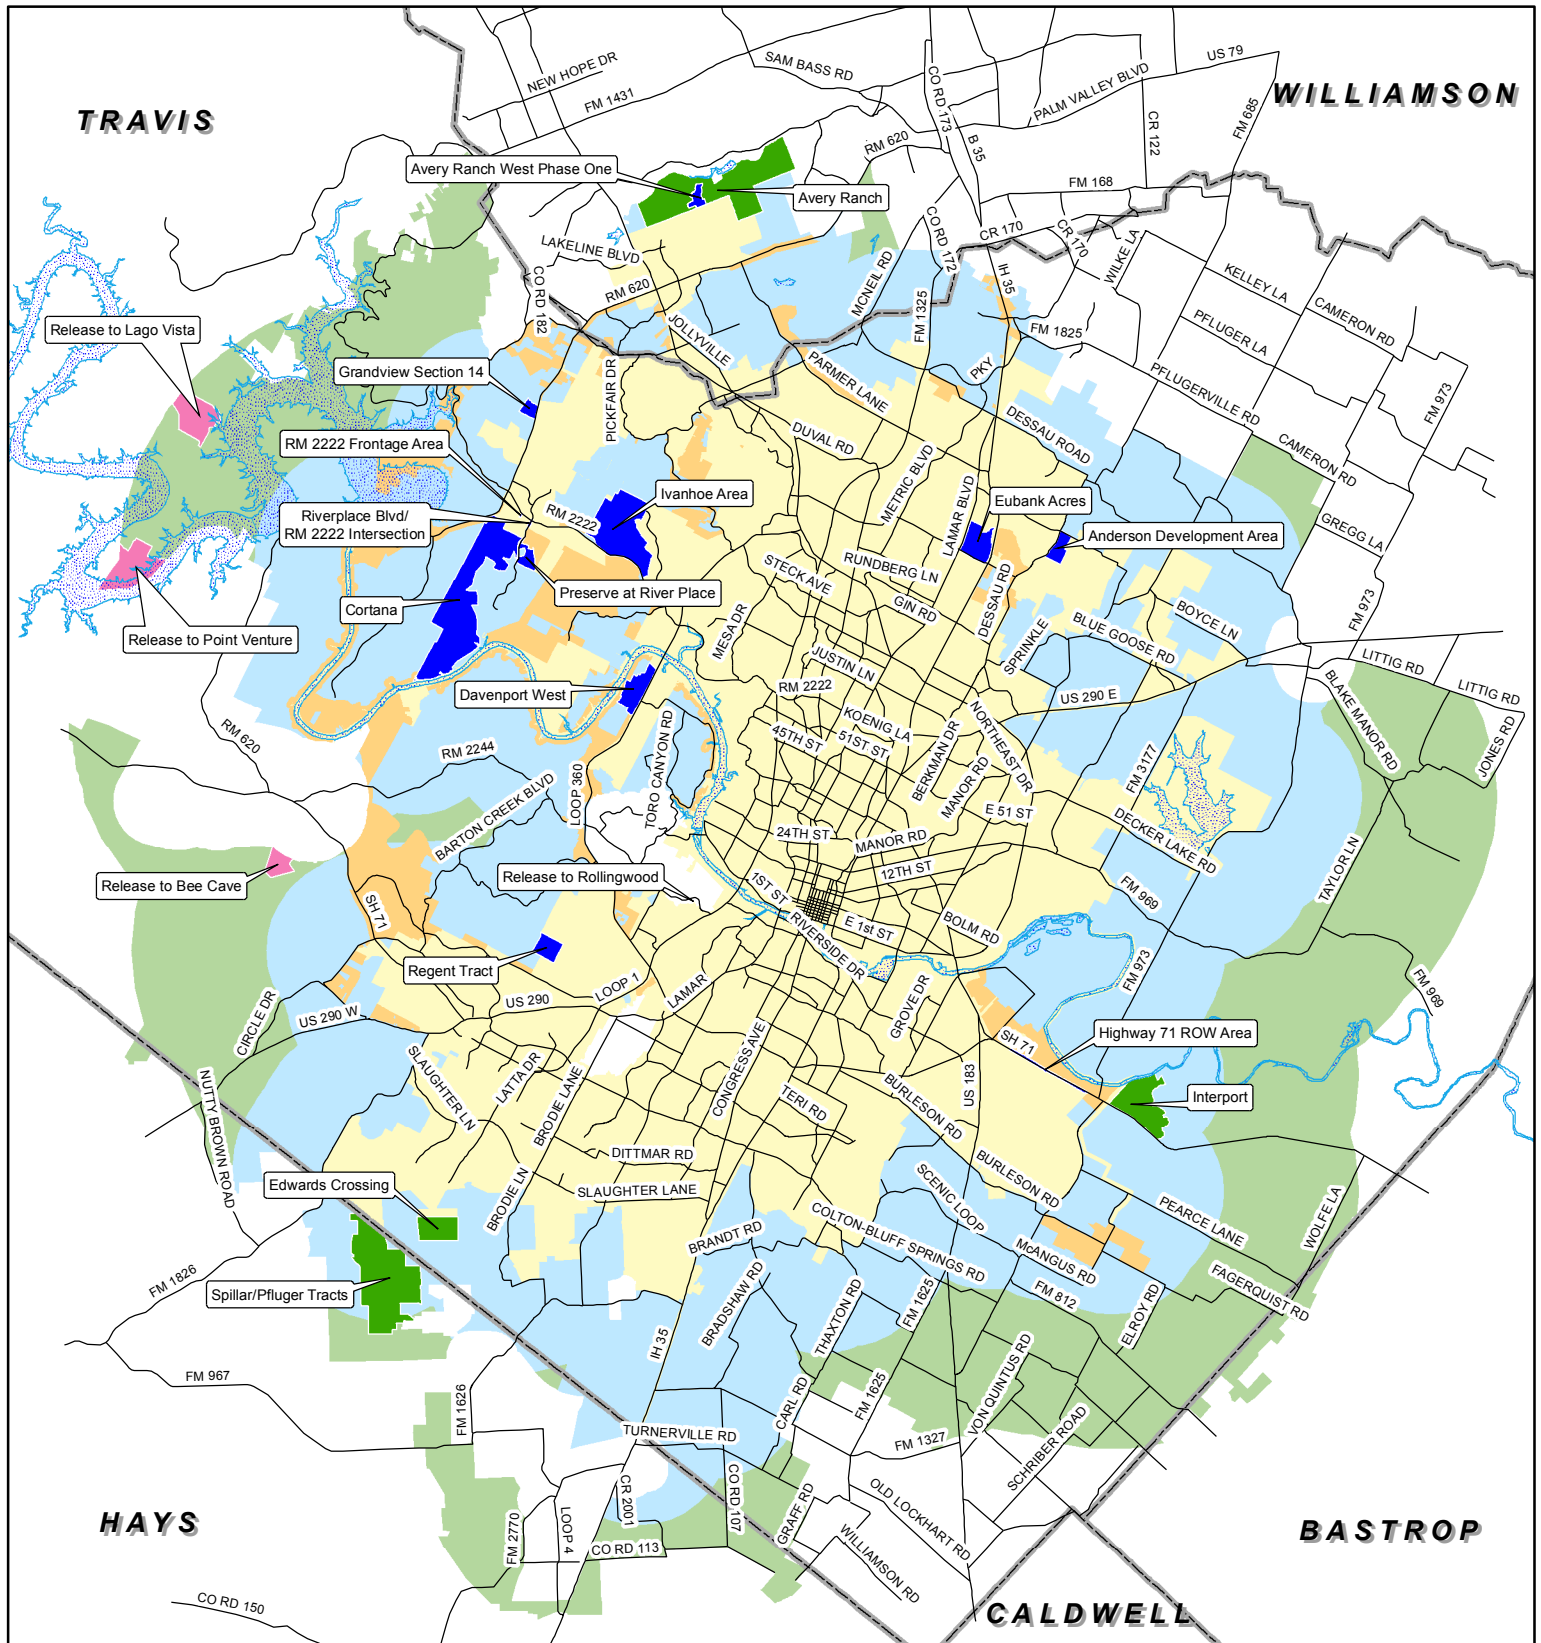 TRAVIS
WILLIAMSON
HAYS
BASTROP
CALDWELL
NEW HOPE DR
FM 1431
SAM BASS RD
CO RD 173
B 35
PALM VALLEY BLVD
US 79
FM 685
CR 122
RM 620
FM 168
Avery Ranch West Phase One
Avery Ranch
LAKELINE BLVD
CO RD 182
RM 620
JOLLYVILLE
MCNEIL RD
CO RD 172
FM 1325
CR 170
CR 170
WILKE LA
IH 35
FM 1825
KELLEY LA
CAMERON RD
PFLUGER LA
FM 973
PFLUGERVILLE RD
CAMERON RD
GREGG LA
FM 973
Release to Lago Vista
Grandview Section 14
PICKFAIR DR
PARMER LANE
PKY
DESSAU ROAD
DUVAL RD
METRIC BLVD
LAMAR BLVD
RM 2222 Frontage Area
Riverplace Blvd/
RM 2222 Intersection
RM 2222
Ivanhoe Area
Eubank Acres
Anderson Development Area
Release to Point Venture
Cortana
Preserve at River Place
Davenport West
STECK AVE
RUNDBERG LN
GIN RD
DESSAU RD
SPRINKLE
BLUE GOOSE RD
BOYCE LN
MESA DR
JUSTIN LN
RM 2222
KOENIG LA
45TH ST
51ST ST
BERKMAN DR
NORTHEAST DR
MANOR RD
US 290 E
LITTIG RD
LITTIG RD
BLAKE MANOR RD
JONES RD
FM 3177
RM 620
RM 2244
LOOP 360
TORO CANYON RD
BARTON CREEK BLVD
24TH ST
MANOR RD
12TH ST
E 51 ST
DECKER LAKE RD
FM 969
TAYLOR LN
Release to Bee Cave
Release to Rollingwood
SH 71
1ST ST
RIVERSIDE DR
E 1st ST
BOLM RD
FM 973
FM 969
Regent Tract
CIRCLE DR
US 290 W
US 290
LOOP 1
LAMAR
GROVE DR
SH 71
Highway 71 ROW Area
Interport
NUTTY BROWN ROAD
SLAUGHTER LN
LATTA DR
BRODIE LANE
CONGRESS AVE
TERI RD
BURLESON RD
US 183
DITTMAR RD
SLAUGHTER LANE
BRODIE LN
Edwards Crossing
Spillar/Pfluger Tracts
BURLESON RD
SCENIC LOOP
PEARCE LANE
WOLFE LA
COLTON-BLUFF SPRINGS RD
BRANDT RD
BRADSHAW RD
McANGUS RD
FM 812
ELROY RD
FAGERQUIST RD
FM 1826
THAXTON RD
FM 1625
IH 35
FM 967
FM 1626
CARL RD
FM 1625
VON QUINTUS RD
SCHRIBER ROAD
TURNERVILLE RD
FM 1327
CR 2001
CO RD 107
GRAFF RD
OLD LOCKHART RD
WILLIAMSON RD
FM 2770
LOOP 4
CO RD 113
CO RD 150